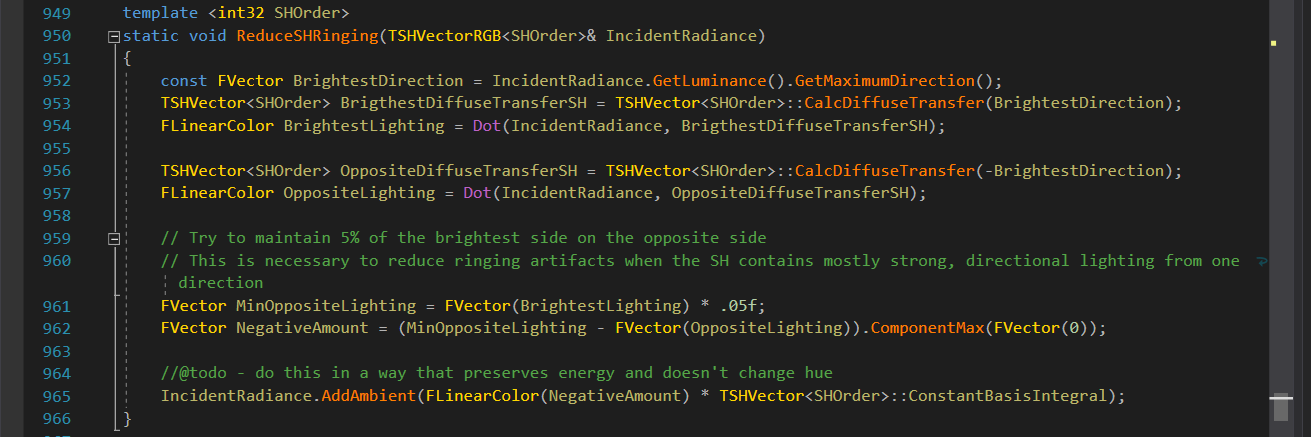 949 template <int32 SHOrder>
950 static void ReduceSHRinging(TSHVectorRGB<SHOrder>& IncidentRadiance)
951 {
952 const FVector BrightestDirection = IncidentRadiance.GetLuminance().GetMaximumDirection();
953 TSHVector<SHOrder> BrigthestDiffuseTransferSH = TSHVector<SHOrder>::CalcDiffuseTransfer(BrightestDirection);
954 FLinearColor BrightestLighting = Dot(IncidentRadiance, BrigthestDiffuseTransferSH);
955
956 TSHVector<SHOrder> OppositeDiffuseTransferSH = TSHVector<SHOrder>::CalcDiffuseTransfer(-BrightestDirection);
957 FLinearColor OppositeLighting = Dot(IncidentRadiance, OppositeDiffuseTransferSH);
958
959 // Try to maintain 5% of the brightest side on the opposite side
960 // This is necessary to reduce ringing artifacts when the SH contains mostly strong, directional lighting from one
direction
961 FVector MinOppositeLighting = FVector(BrightestLighting) * .05f;
962 FVector NegativeAmount = (MinOppositeLighting - FVector(OppositeLighting)).ComponentMax(FVector(0));
963
964 //@todo - do this in a way that preserves energy and doesn't change hue
965 IncidentRadiance.AddAmbient(FLinearColor(NegativeAmount) * TSHVector<SHOrder>::ConstantBasisIntegral);
966 }